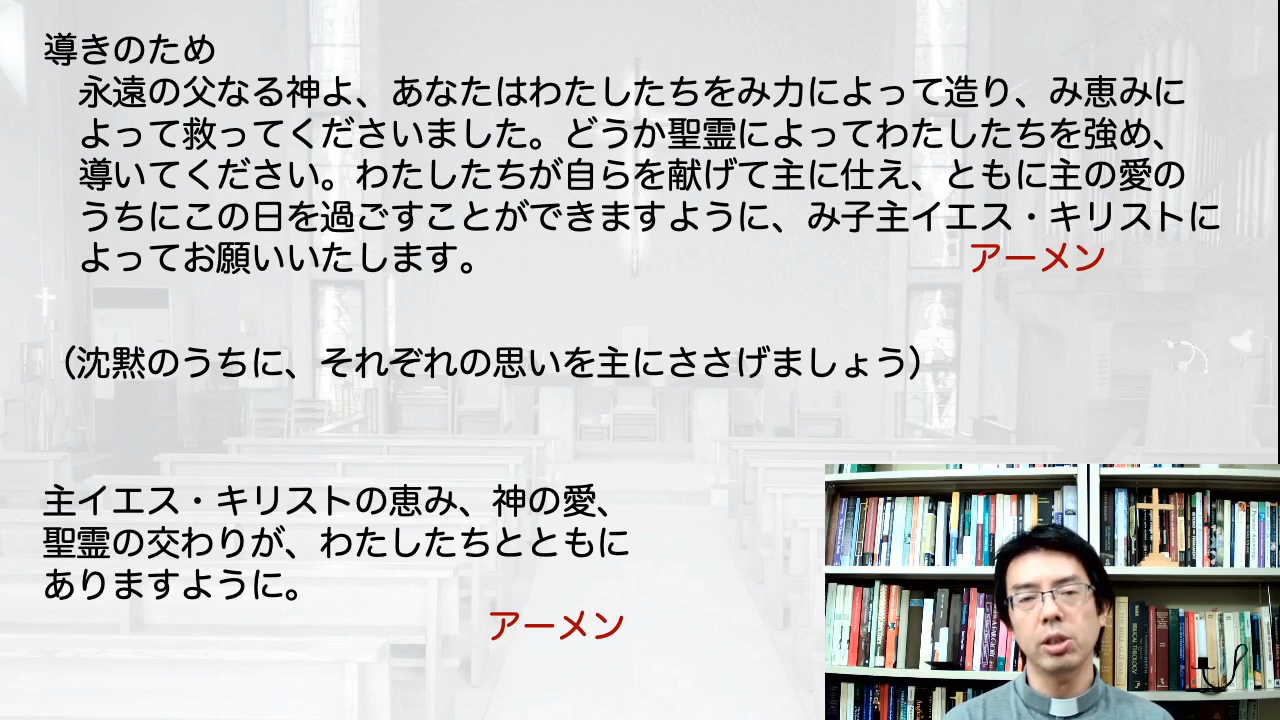 導きのため
永遠の父なる神よ、あなたはわたしたちをみ力によって造り、み恵みに
よって救ってくださいました。どうか聖霊によってわたしたちを強め、
導いてください。わたしたちが自らを献げて主に仕え、ともに主の愛の
うちにこの日を過ごすことができますように、み子主イエス・キリストに
よってお願いいたします。 アーメン
（沈黙のうちに、それぞれの思いを主にささげましょう）
主イエス・キリストの恵み、神の愛、
聖霊の交わりが、わたしたちとともに
ありますように。
アーメン